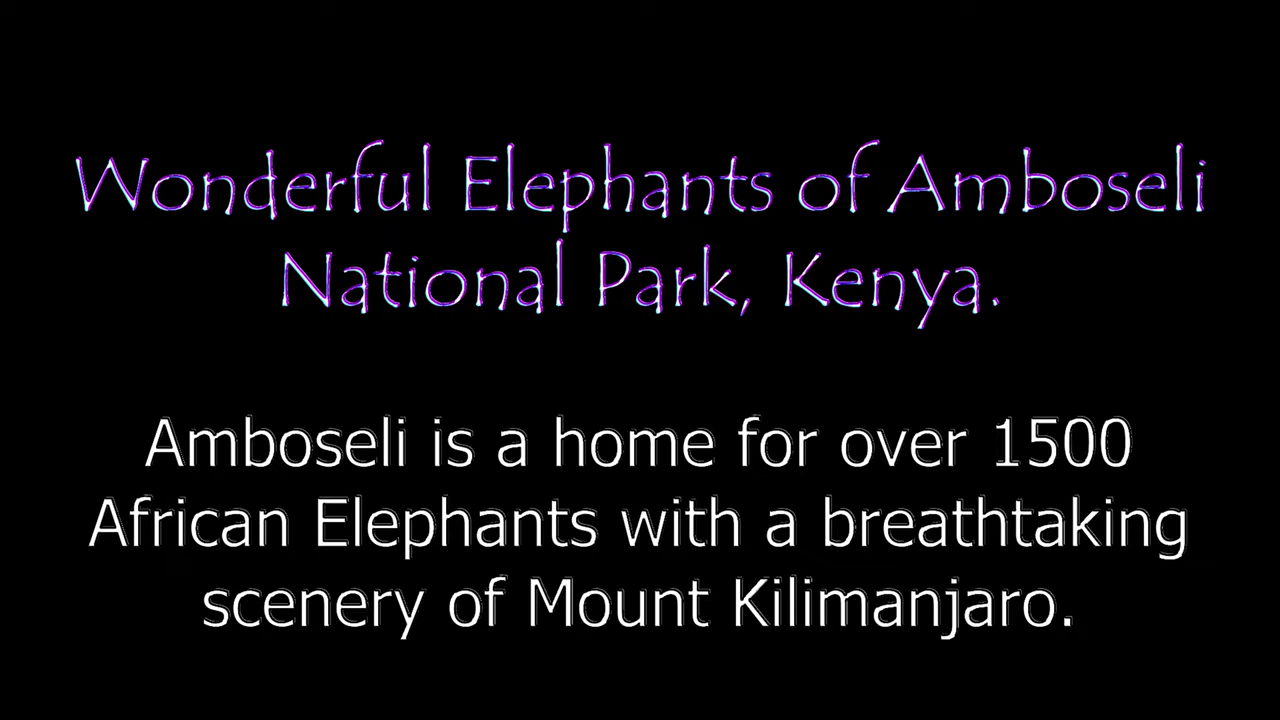 Wonderful Elephants of Amboseli
National Park, Kenya.
Amboseli is a home for over 1500
African Elephants with a breathtaking
scenery of Mount Kilimanjaro.